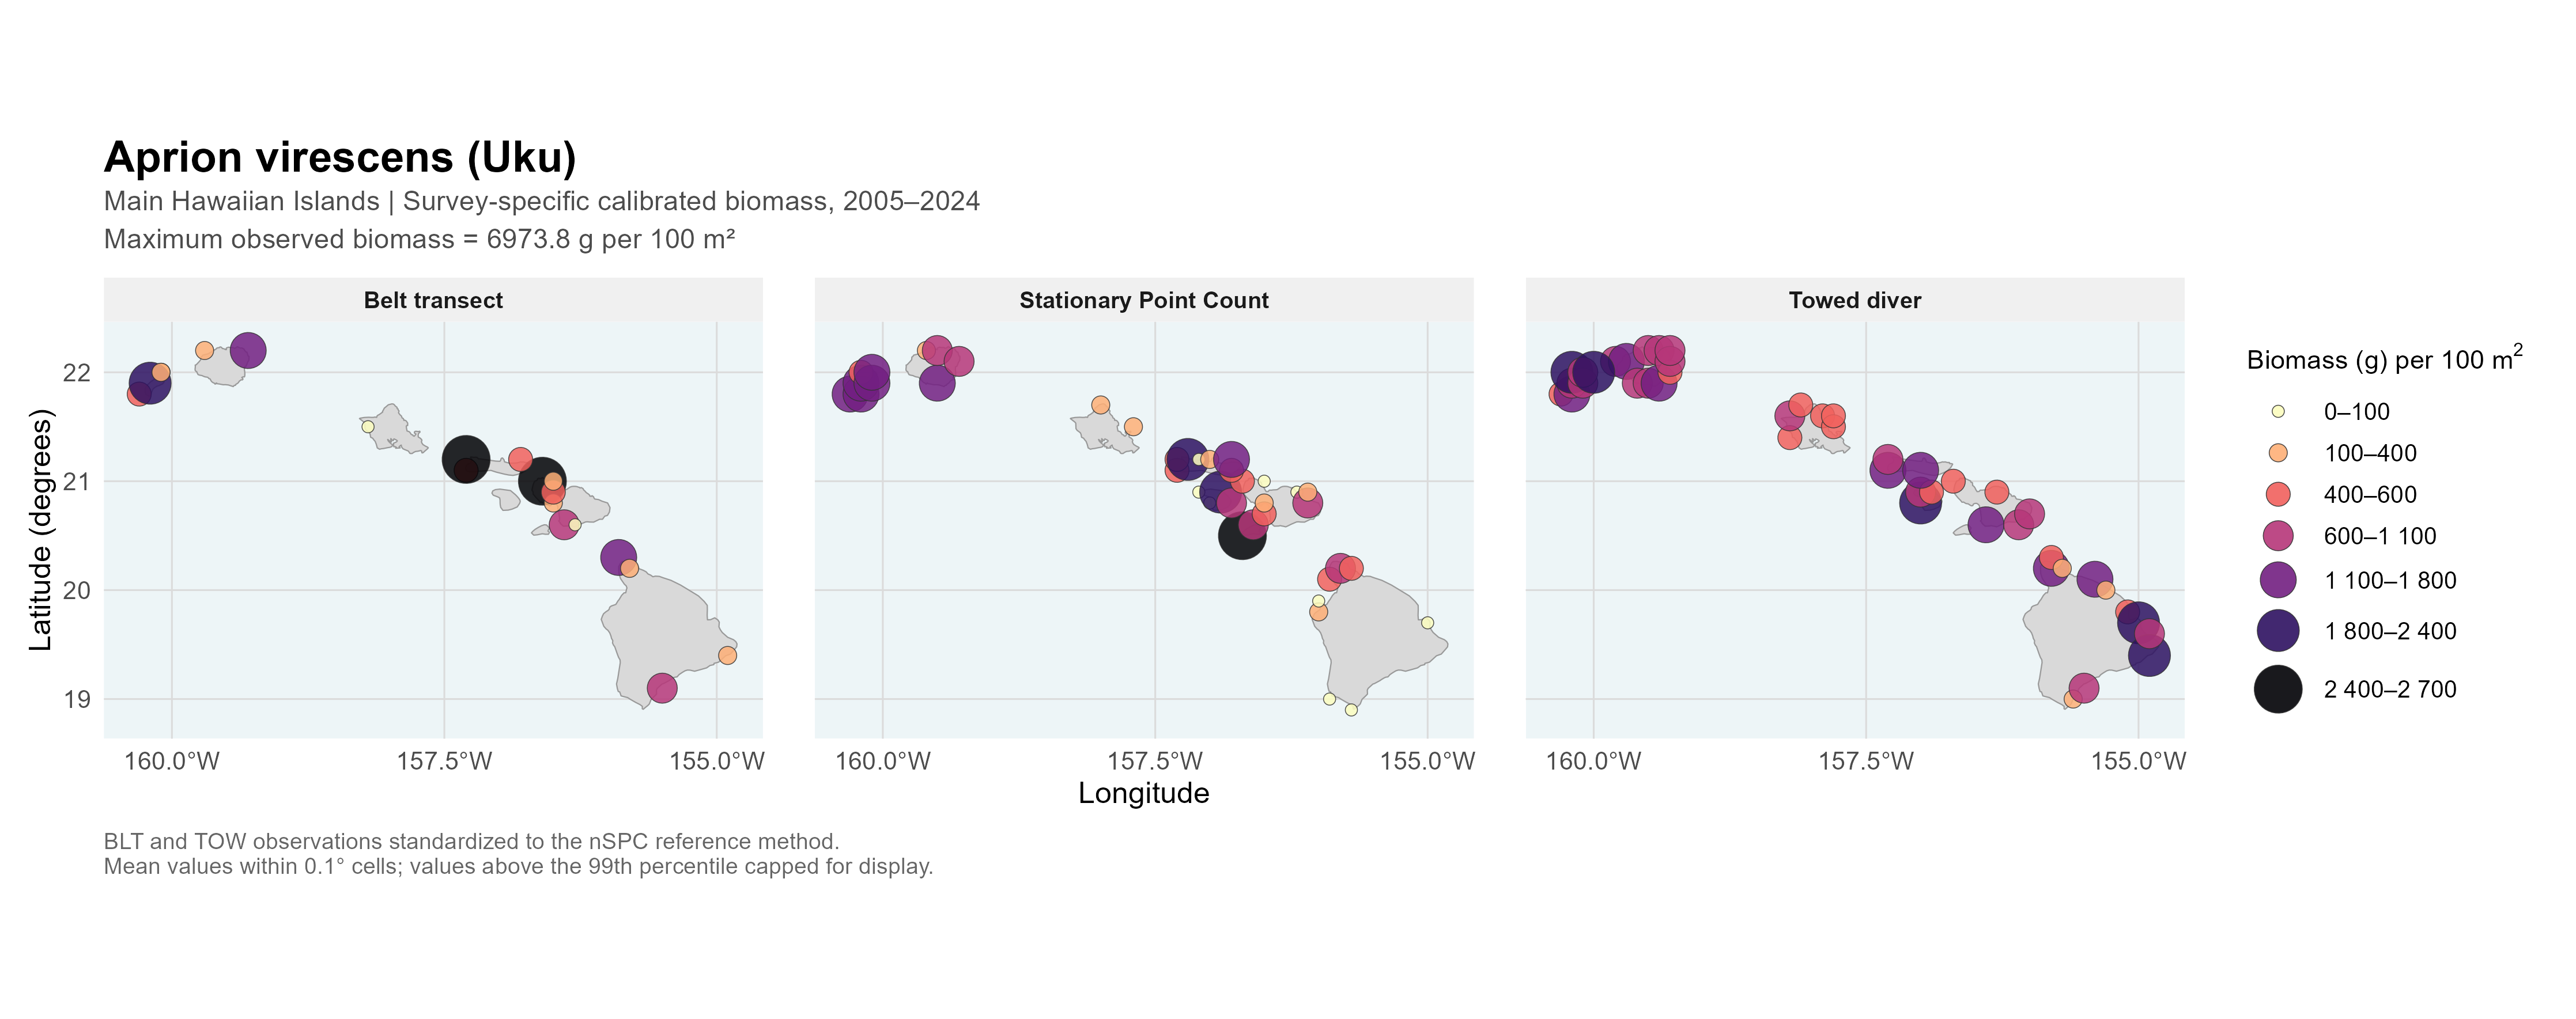 Aprion virescens (Uku)
Main Hawaiian Islands | Survey-specific calibrated biomass, 2005–2024
Maximum observed biomass = 6973.8 g per 100 m²
Belt transect
Stationary Point Count
Towed diver
Latitude (degrees)
22
21
20
19
160.0°W
157.5°W
155.0°W
160.0°W
157.5°W
155.0°W
160.0°W
157.5°W
155.0°W
Longitude
Biomass (g) per 100 m²
0–100
100–400
400–600
600–1 100
1 100–1 800
1 800–2 400
2 400–2 700
BLT and TOW observations standardized to the nSPC reference method.
Mean values within 0.1° cells; values above the 99th percentile capped for display.